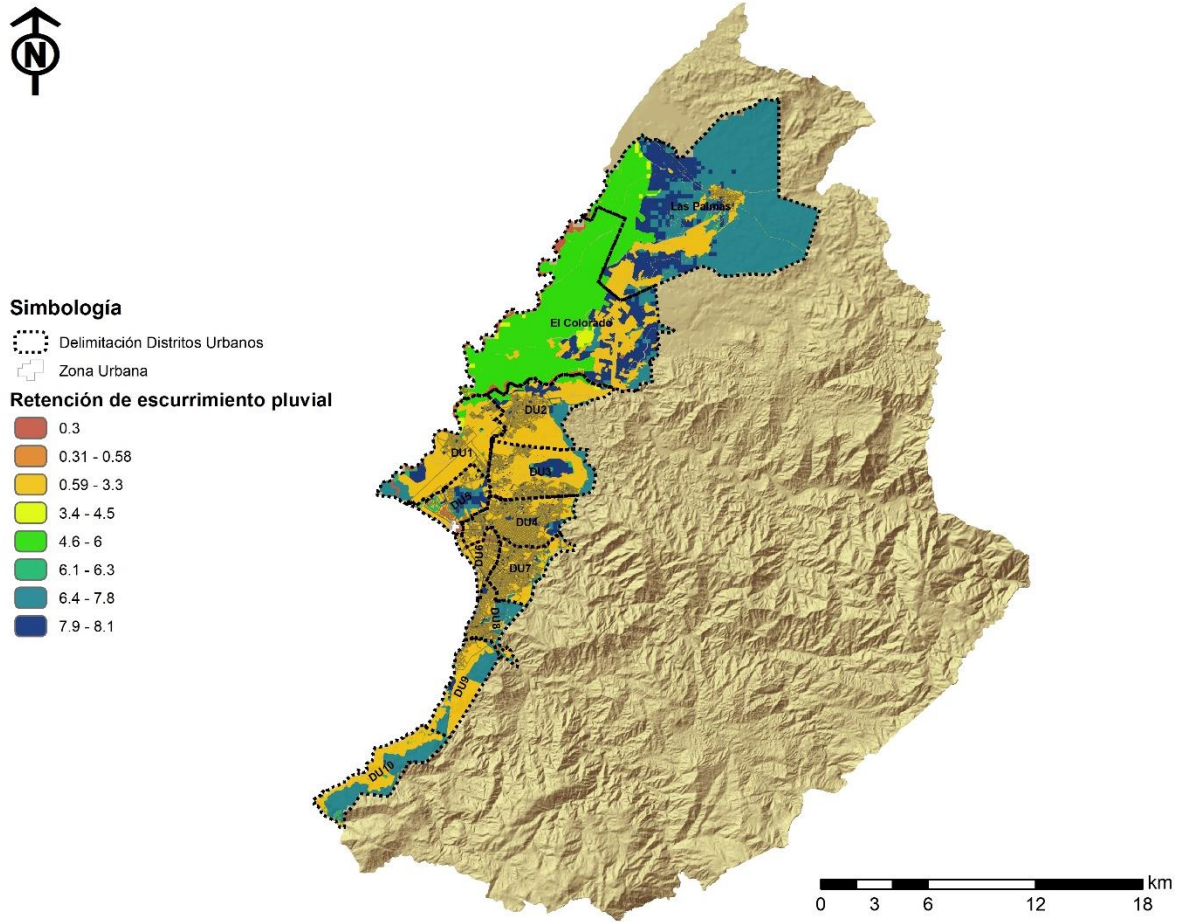 N
Las Palmas
El Colorado
Simbología
Delimitación Distritos Urbanos
Zona Urbana
Retención de escurrimiento pluvial
0.3
0.31 - 0.58
0.59 - 3.3
3.4 - 4.5
4.6 - 6
6.1 - 6.3
6.4 - 7.8
7.9 - 8.1
DU2
DU1
DU3
DU5
DU4
DU6
DU7
DU8
DU9
DU10
km
0 3 6 12 18